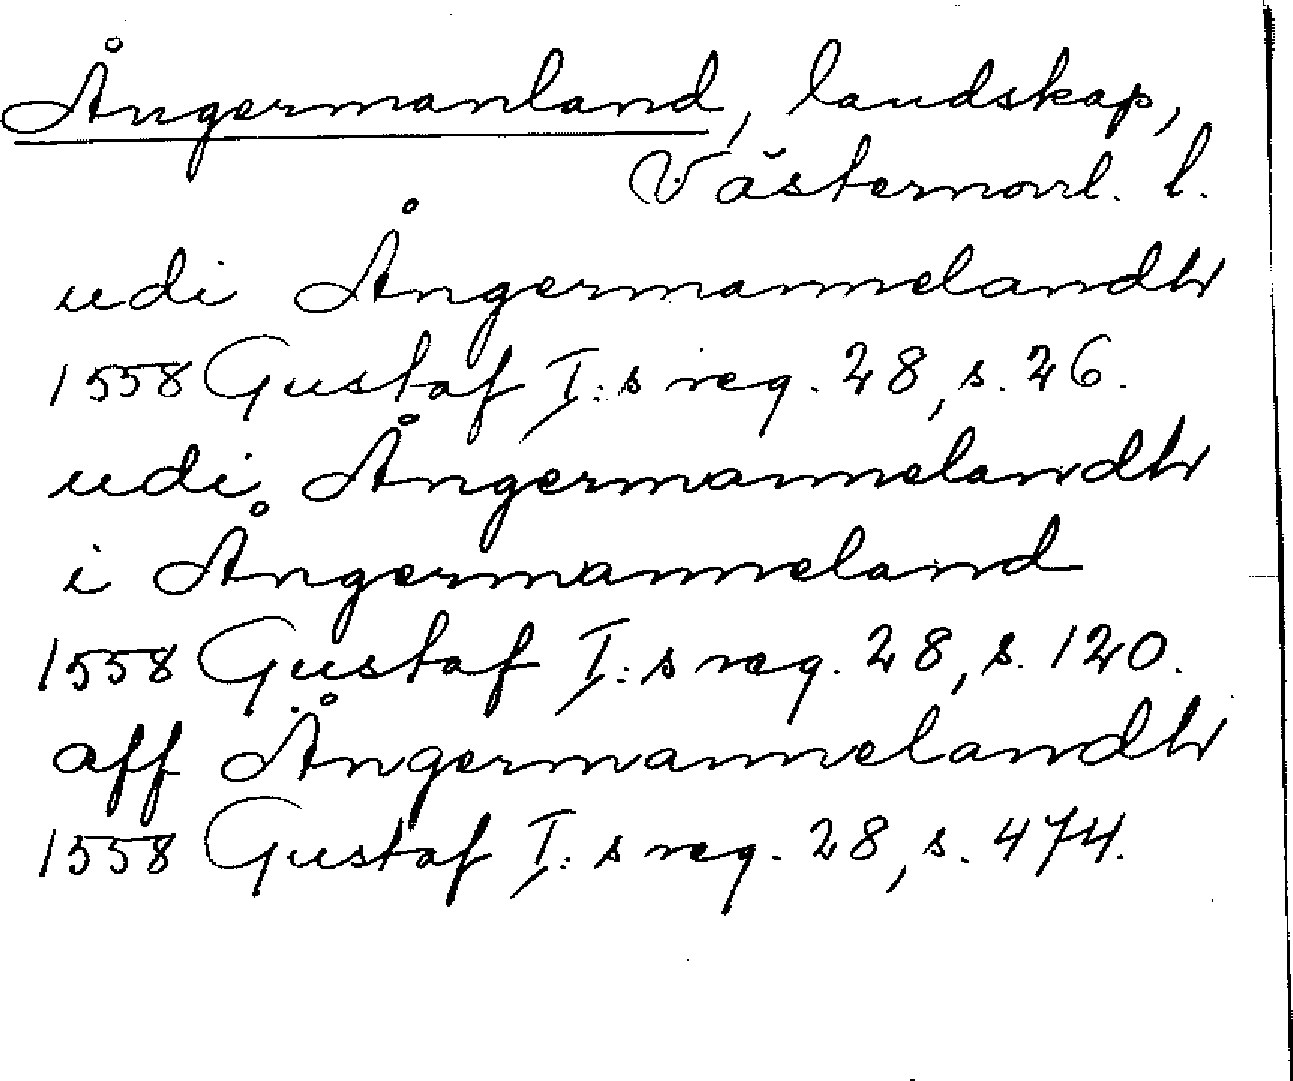 Ångermanland, landskap,
Västernorrl. l.
udi Ångermannelandh
1558 Gustaf I:s reg. 28, s. 26.
udi Ångermannelandh
i Ångermanneland
1558 Gustaf I:s reg. 28, s. 120.
aff Ångermannelandh
1558 Gustaf I:s reg. 28, s. 474.